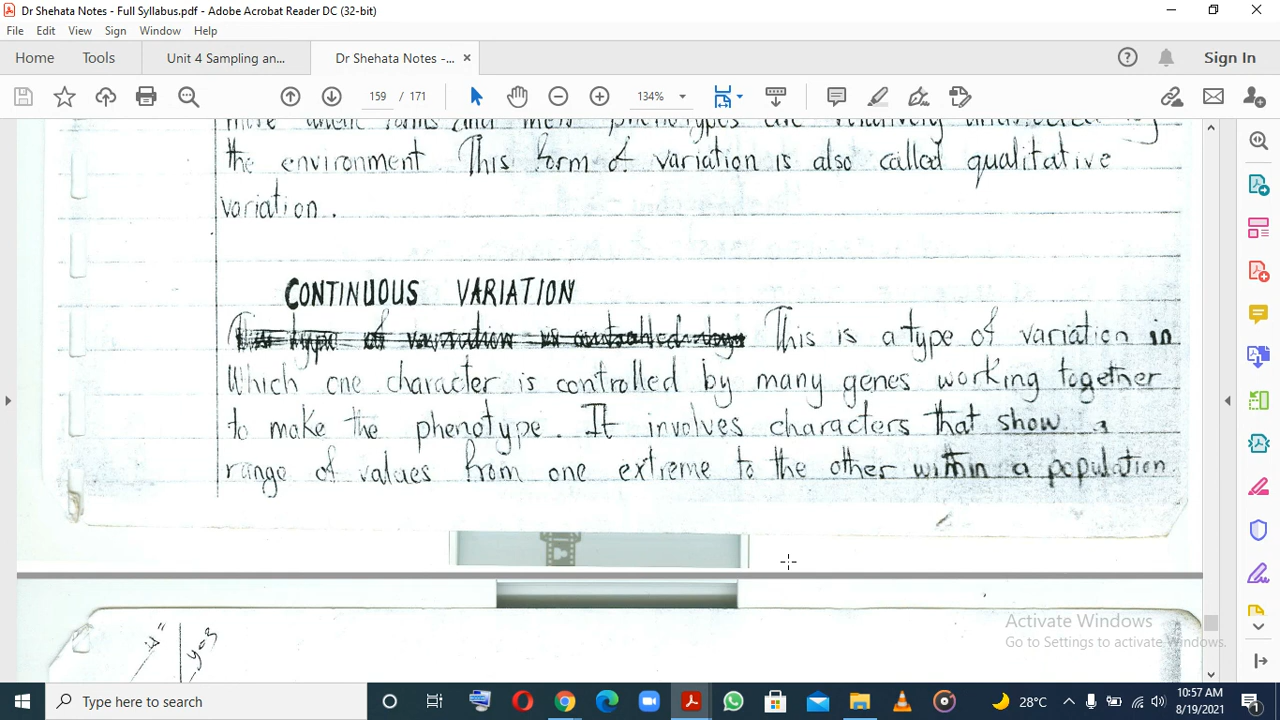 Dr Shehata Notes - Full Syllabus.pdf - Adobe Acrobat Reader DC (32-bit)
File Edit View Sign Window Help
Home Tools Unit 4 Sampling an... Dr Shehata Notes -... × Sign In
159 / 171 134%
phenotypes are relatively
the environment This form of variation is also called qualitative
variation.
CONTINUOUS VARIATION
This is a type of variation in
Which one character is controlled by many genes working together
to make the phenotype. It involves characters that show a
range of values from one extreme to the other within a population
Activate Windows
Go to Settings to activate Windows.
Type here to search 28°C 10:57 AM
8/19/2021